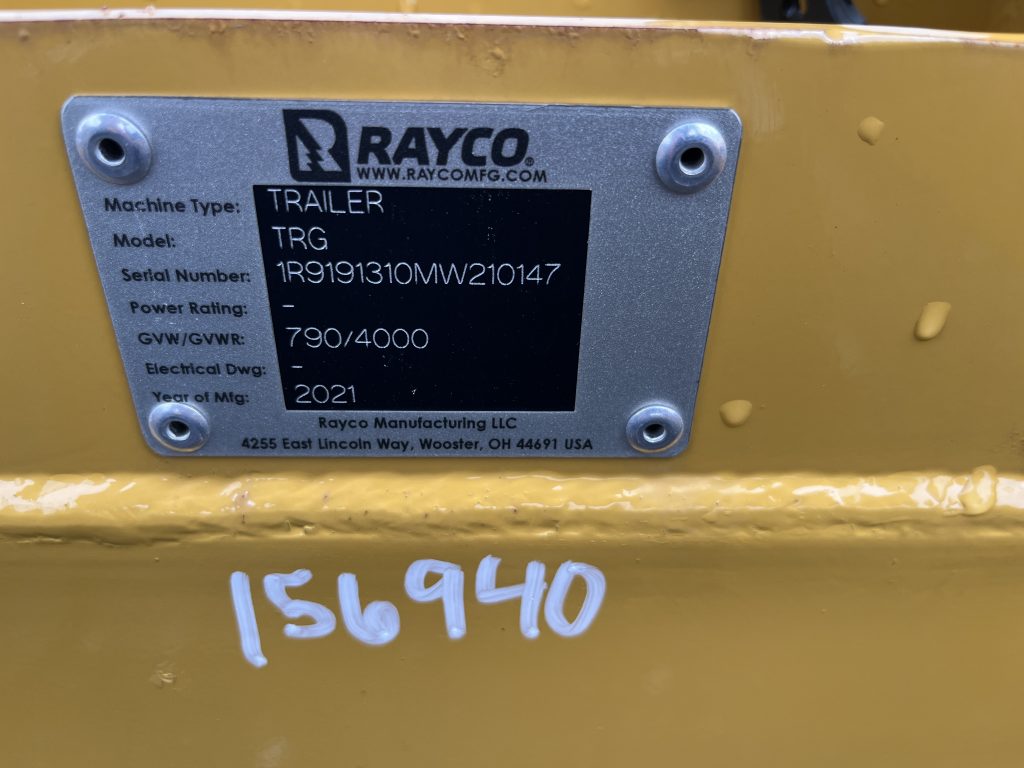 RAYCO®
WWW.RAYCOMFG.COM
Machine Type: TRAILER
Model: TRG
Serial Number: 1R9191310MW210147
Power Rating: -
GVW/GVWR: 790/4000
Electrical Dwg: -
Year of Mfg: 2021
Rayco Manufacturing LLC
4255 East Lincoln Way, Wooster, OH 44691 USA
156940